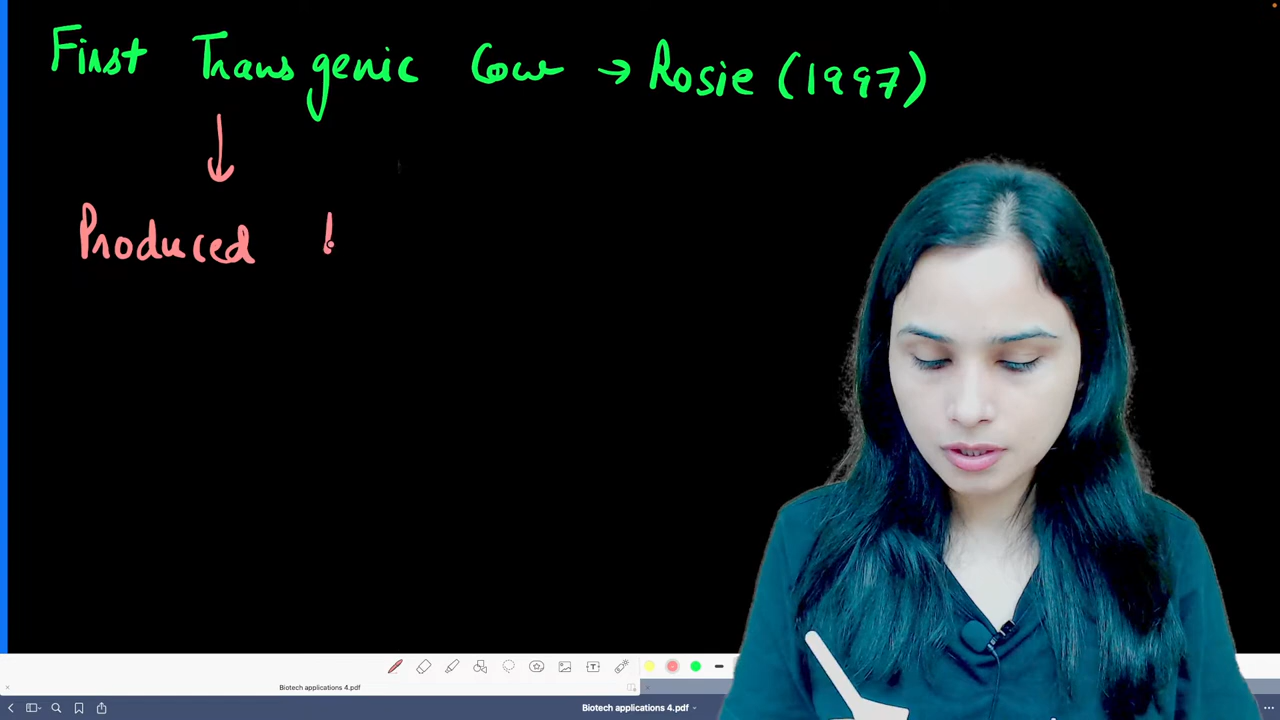 First Transgenic Cow → Rosie (1997)
↓
Produced
Biotech applications 4.pdf
Biotech applications 4.pdf